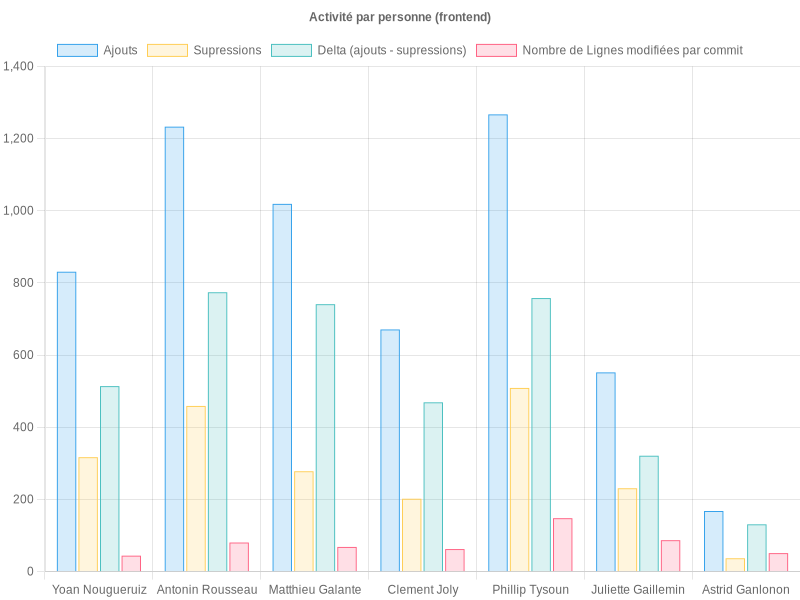 Activité par personne (frontend)
Ajouts Supressions Delta (ajouts - supressions) Nombre de Lignes modifiées par commit
1,400
1,200
1,000
800
600
400
200
0
Yoan Nougueruiz Antonin Rousseau Matthieu Galante Clement Joly Phillip Tysoun Juliette Gaillemin Astrid Ganlonon